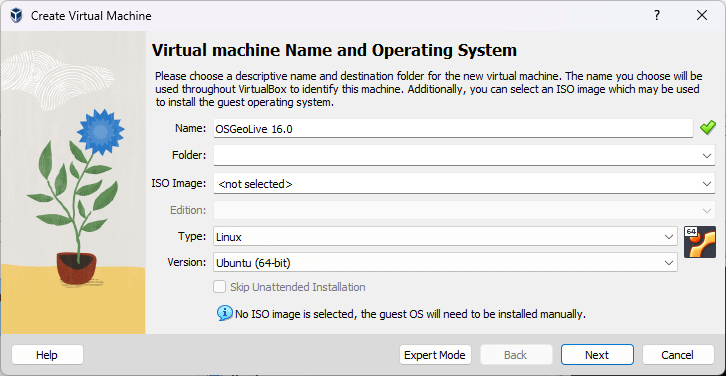 Create Virtual Machine
Virtual machine Name and Operating System
Please choose a descriptive name and destination folder for the new virtual machine. The name you choose will be
used throughout VirtualBox to identify this machine. Additionally, you can select an ISO image which may be used
to install the guest operating system.
Name: OSGeoLive 16.0
Folder:
ISO Image: <not selected>
Edition:
Type: Linux
64
Version: Ubuntu (64-bit)
Skip Unattended Installation
No ISO image is selected, the guest OS will need to be installed manually.
Help Expert Mode Back Next Cancel